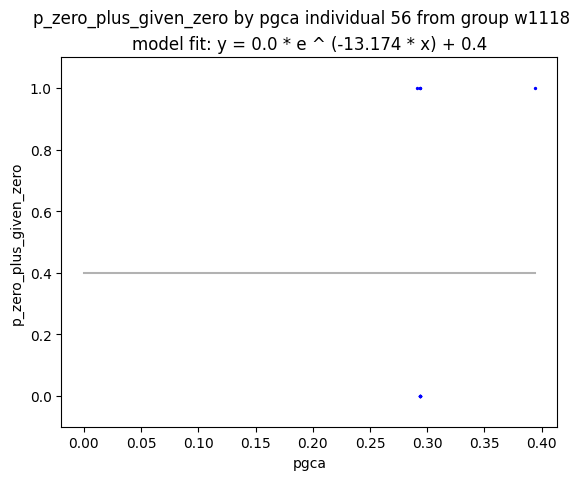 p_zero_plus_given_zero by pgca individual 56 from group w1118
model fit: y = 0.0 * e ^ (-13.174 * x) + 0.4
1.0
0.8
0.6
0.4
0.2
0.0
p_zero_plus_given_zero
0.00 0.05 0.10 0.15 0.20 0.25 0.30 0.35 0.40
pgca